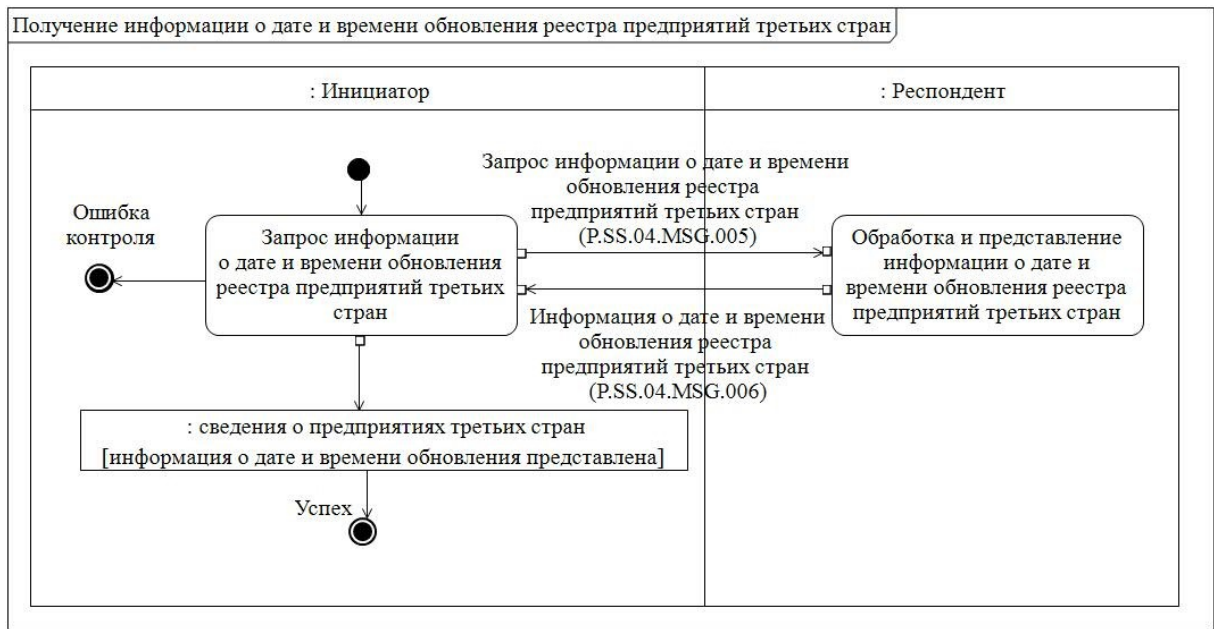 Получение информации о дате и времени обновления реестра предприятий третьих стран
: Инициатор
: Респондент
Запрос информации о дате и времени
обновления реестра
предприятий третьих стран
(P.SS.04.MSG.005)
Ошибка
контроля
Запрос информации
о дате и времени обновления
реестра предприятий третьих
стран
Обработка и представление
информации о дате и
времени обновления реестра
предприятий третьих стран
Информация о дате и времени
обновления реестра
предприятий третьих стран
(P.SS.04.MSG.006)
: сведения о предприятиях третьих стран
[информация о дате и времени обновления представлена]
Успех